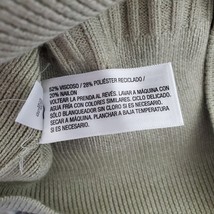 52% VISCOSO / 28% POLIÉSTER RECICLADO /
20% NAILON
VOLTEAR LA PRENDA AL REVÉS. LAVAR A MÁQUINA CON
AGUA FRÍA CON COLORES SIMILARES. CICLO DELICADO.
SÓLO BLANQUEADOR SIN CLORO SI ES NECESARIO.
SECAR A MÁQUINA. PLANCHAR A BAJA TEMPERATURA
SI ES NECESARIO.